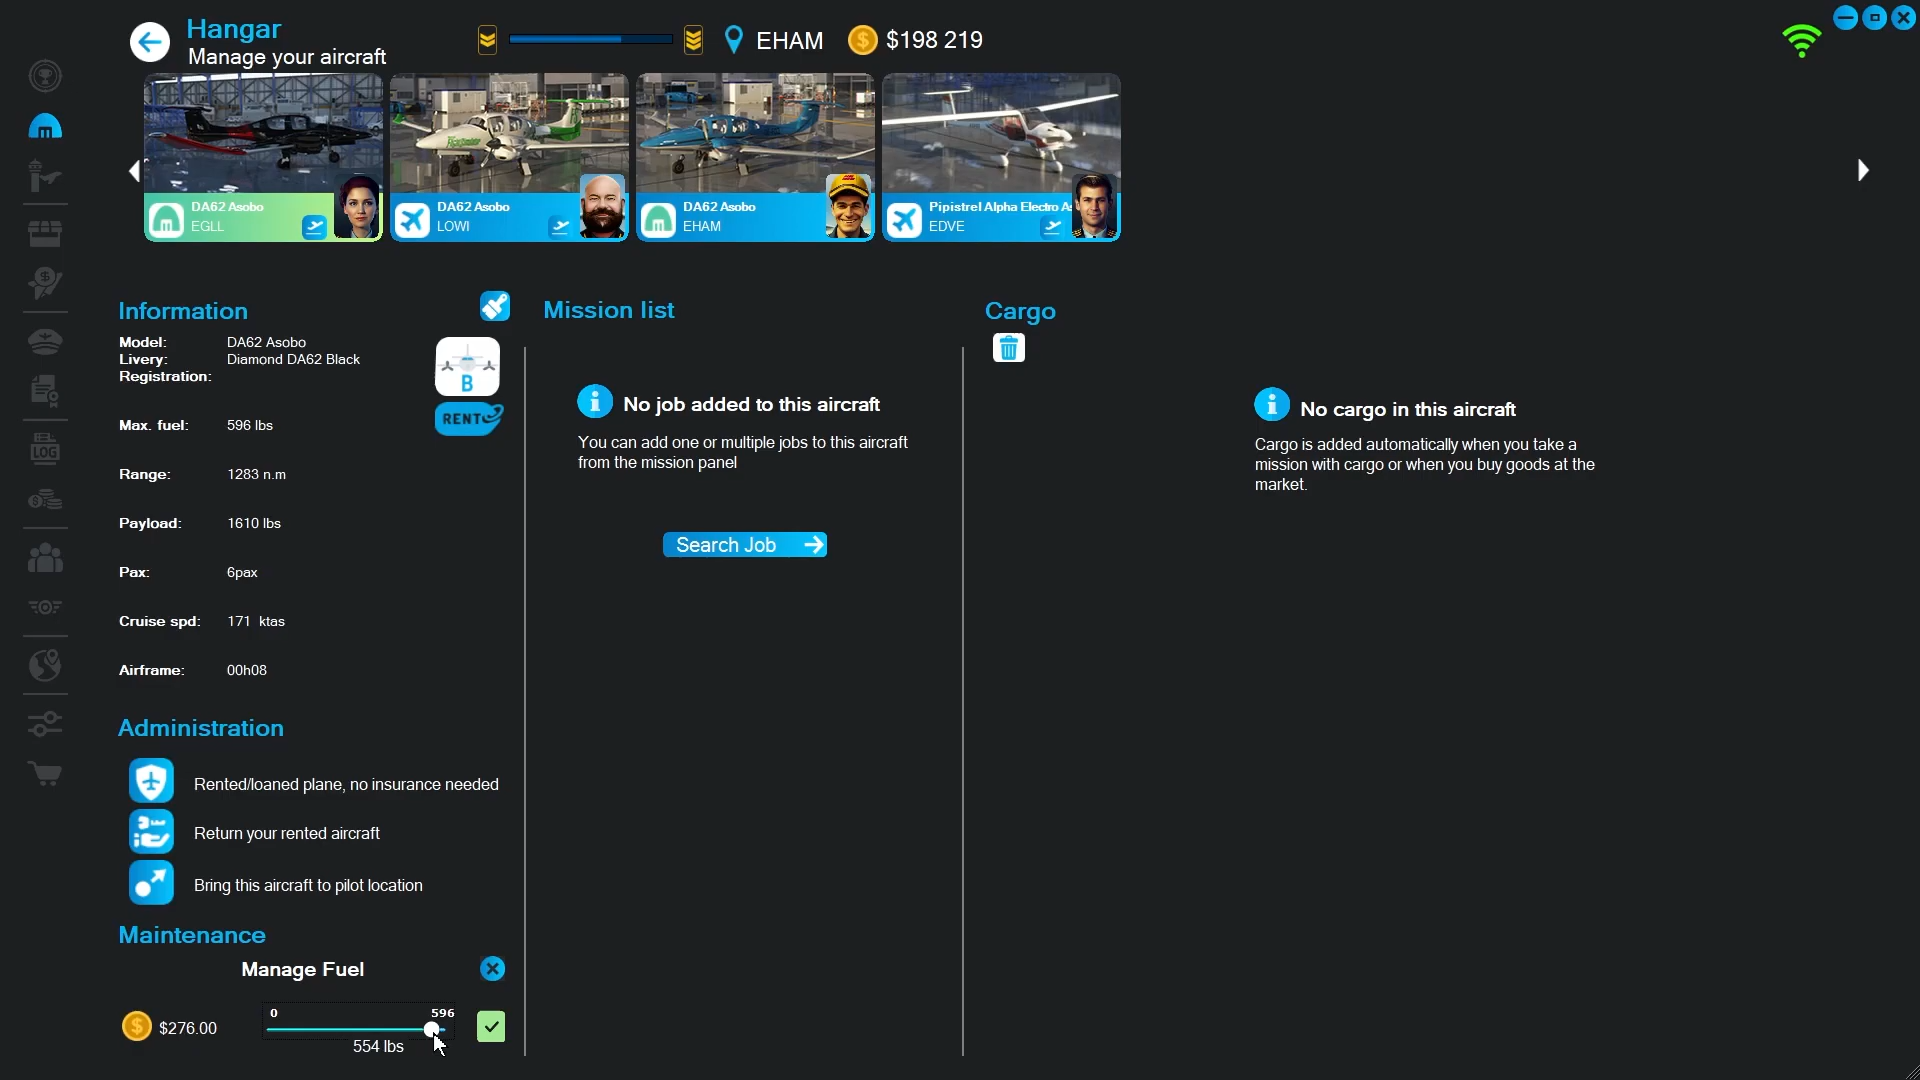 Hangar
Manage your aircraft
EHAM
$198 219
DA62 Asobo
EGLL
DA62 Asobo
LOWI
DA62 Asobo
EHAM
Pipistrel Alpha Electro As
EDVE
Information
Model: DA62 Asobo
Livery: Diamond DA62 Black
Registration:
B
RENT
Max. fuel: 596 lbs
Range: 1283 n.m
Payload: 1610 lbs
Pax: 6pax
Cruise spd: 171 ktas
Airframe: 00h08
Administration
Rented/loaned plane, no insurance needed
Return your rented aircraft
Bring this aircraft to pilot location
Maintenance
Manage Fuel
$276.00
0 596
554 lbs
Mission list
No job added to this aircraft
You can add one or multiple jobs to this aircraft
from the mission panel
Search Job
Cargo
No cargo in this aircraft
Cargo is added automatically when you take a
mission with cargo or when you buy goods at the
market.
LOG